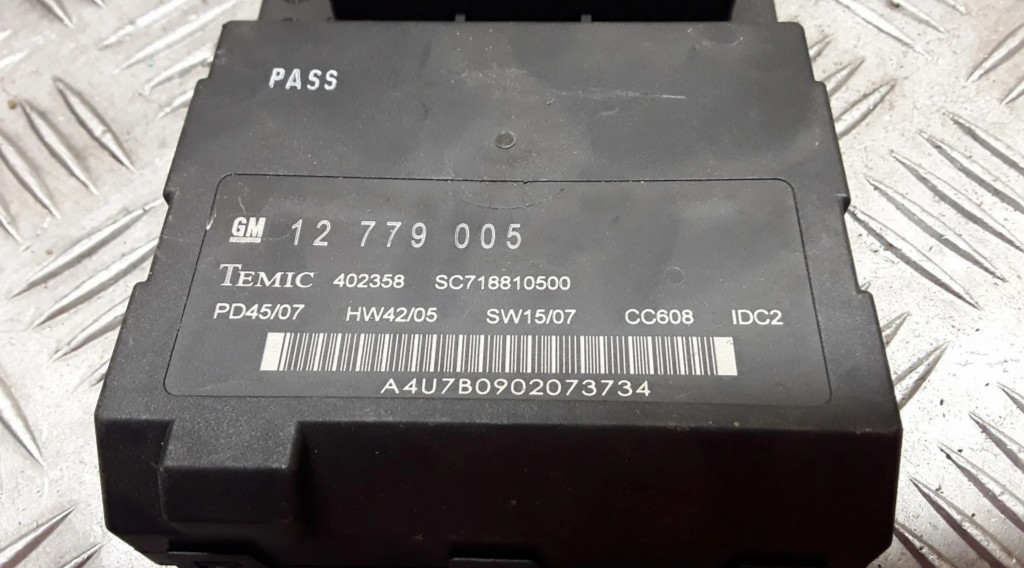 PASS
GM 12 779 005
TEMIC 402358 SC718810500
PD45/07 HW42/05 SW15/07 CC608 IDC2
A4U7B0902073734